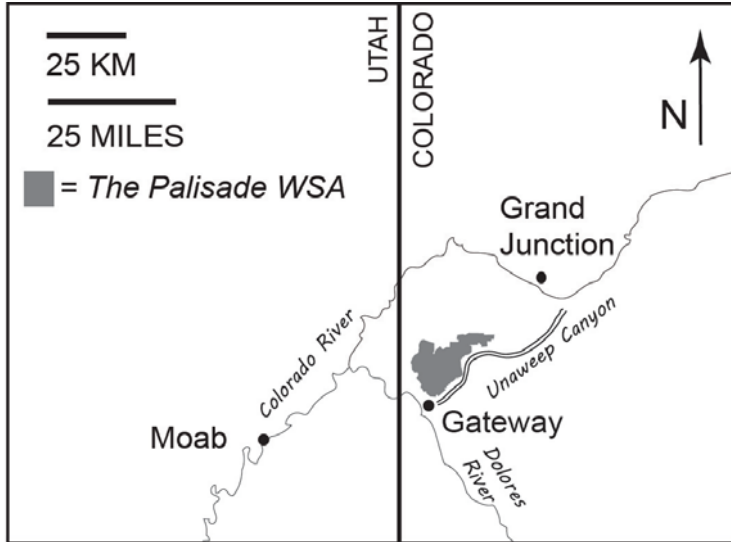 25 KM
25 MILES
= The Palisade WSA
UTAH
COLORADO
N
Grand
Junction
Colorado River
Unaweep Canyon
Moab
Gateway
Dolores
River